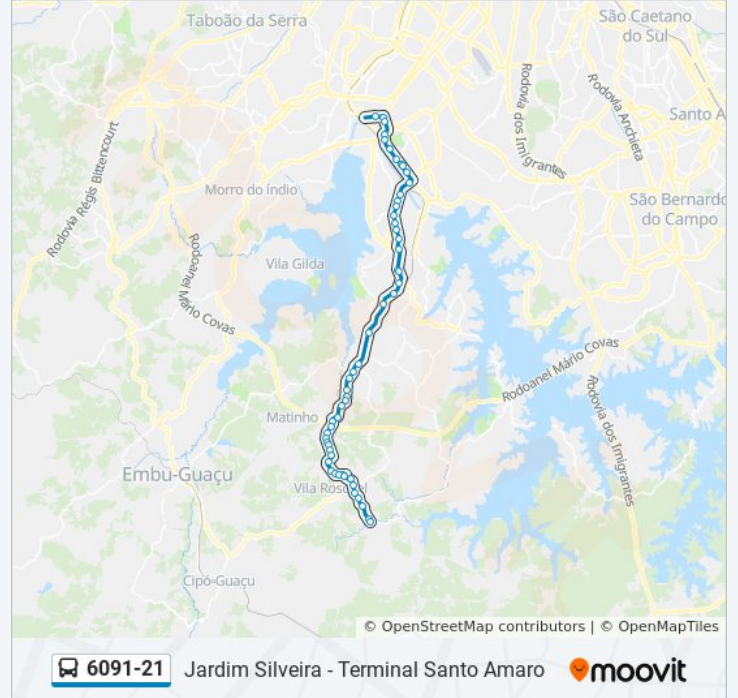 Taboão da Serra
São Caetano
do Sul
Rodovia dos Imigrantes
Rodovia Anchieta
Santo A
Rodovia Régis Bittencourt
Morro do Índio
São Bernardo
do Campo
Vila Gilda
Rodoanel Mário Covas
Rodoanel Mário Covas
Rodovia dos Imigrantes
Matinho
Embu-Guaçu
Vila Roschel
Cipó-Guaçu
© OpenStreetMap contributors | © OpenMapTiles
6091-21 Jardim Silveira - Terminal Santo Amaro moovit